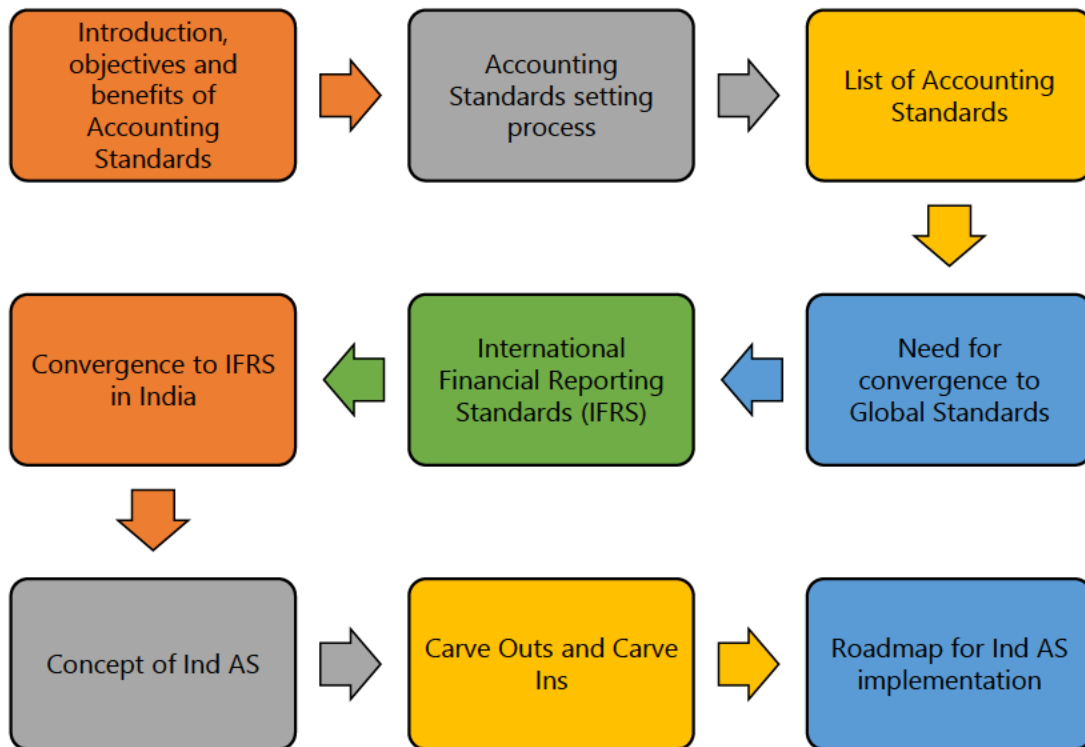 Introduction,
objectives and
benefits of
Accounting
Standards
Accounting
Standards setting
process
List of Accounting
Standards
Need for
convergence to
Global Standards
International
Financial Reporting
Standards (IFRS)
Convergence to IFRS
in India
Concept of Ind AS
Carve Outs and Carve
Ins
Roadmap for Ind AS
implementation